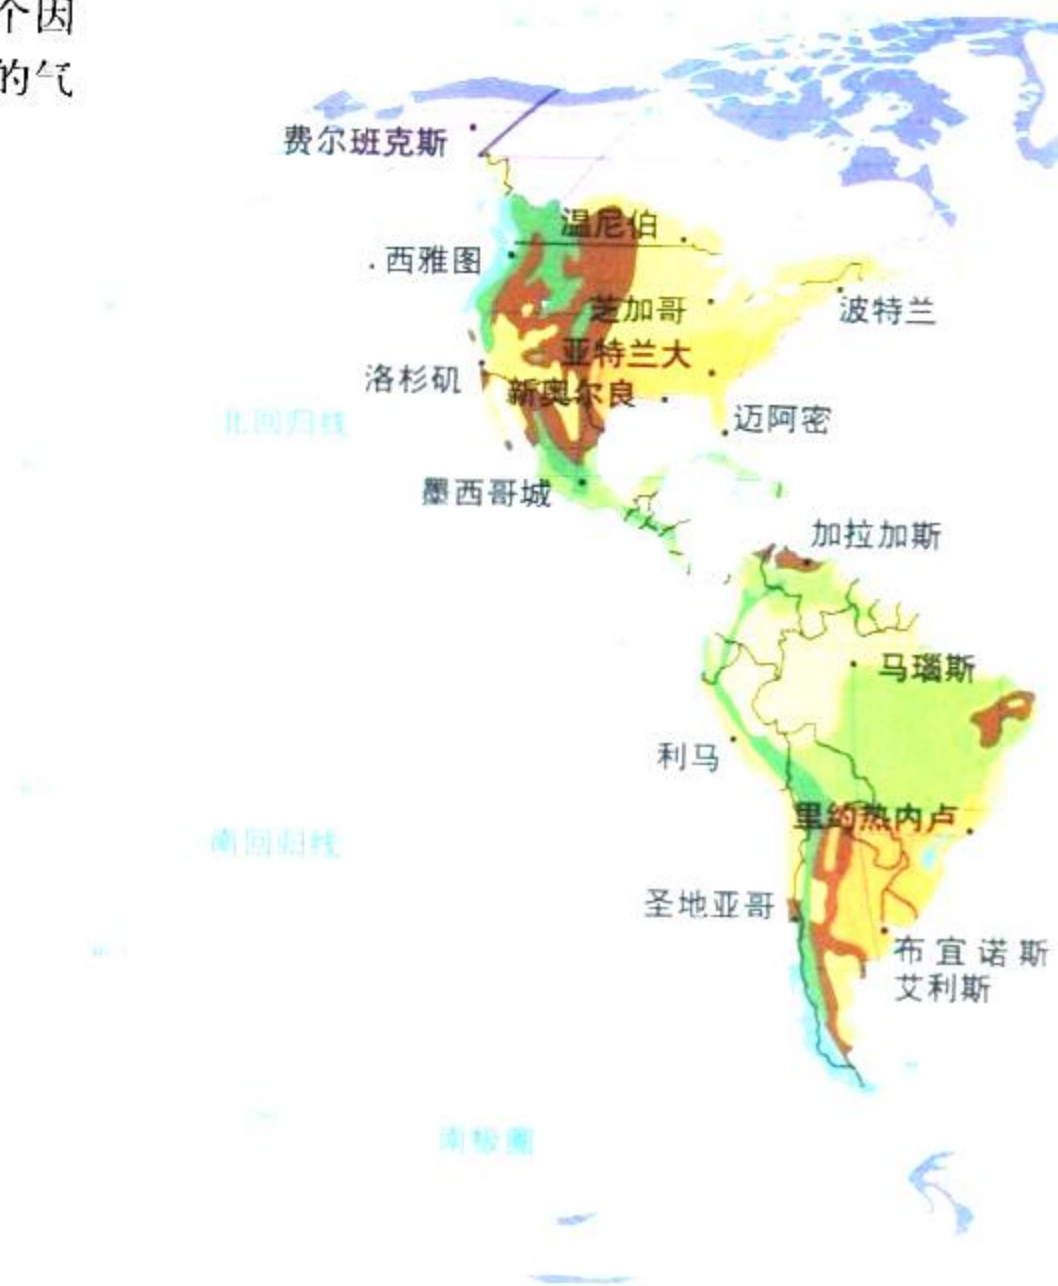 个因
的气
费尔班克斯
温尼伯
西雅图
芝加哥
波特兰
亚特兰大
洛杉矶
新奥尔良
迈阿密
北回归线
墨西哥城
加拉加斯
马瑙斯
利马
里约热内卢
南回归线
圣地亚哥
布宜诺斯
艾利斯
南极圈